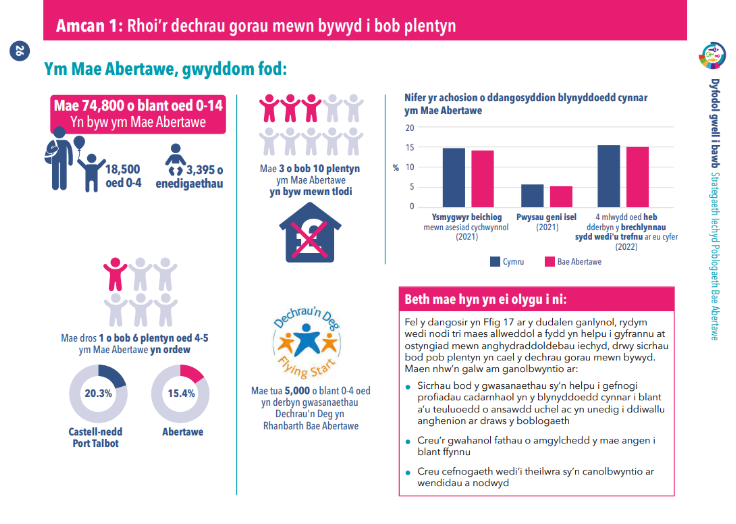 Amcan 1: Rhoi'r dechrau gorau mewn bywyd i bob plentyn
26
Ym Mae Abertawe, gwyddom fod:
Mae 74,800 o blant oed 0-14
Yn byw ym Mae Abertawe
18,500
oed 0-4
3,395 o
enedigaethau
Mae dros 1 o bob 6 plentyn oed 4-5
ym Mae Abertawe yn ordew
20.3%
Castell-nedd
Port Talbot
15.4%
Abertawe
Mae 3 o bob 10 plentyn
ym Mae Abertawe
yn byw mewn tlodi
£
Dechrau'n Deg
Flying Start
Mae tua 5,000 o blant 0-4 oed
yn derbyn gwasanaethau
Dechrau'n Deg yn
Rhanbarth Bae Abertawe
Nifer yr achosion o ddangosyddion blynyddoedd cynnar
ym Mae Abertawe
20
15
%
10
5
0
Ysmygwyr beichiog
mewn asesiad cychwynnol
(2021)
Pwysau geni isel
(2021)
4 mlwydd oed heb
dderbyn y brechlynnau
sydd wedi'u trefnu ar eu cyfer
(2022)
Cymru
Bae Abertawe
Beth mae hyn yn ei olygu i ni:
Fel y dangosir yn Ffig 17 ar y dudalen ganlynol, rydym
wedi nodi tri maes allweddol a fydd yn helpu i gyfrannu at
ostyngiad mewn anghydraddoldebau iechyd, drwy sicrhau
bod pob plentyn yn cael y dechrau gorau mewn bywyd.
Maen nhw'n galw am ganolbwyntio ar:
• Sicrhau bod y gwasanaethau sy'n helpu i gefnogi
profiadau cadarnhaol yn y blynyddoedd cynnar i blant
a'u teuluoedd o ansawdd uchel ac yn unedig i ddiwallu
anghenion ar draws y boblogaeth
• Creu'r gwahanol fathau o amgylchedd y mae angen i
blant ffynnu
• Creu cefnogaeth wedi'i theilwra sy'n canolbwyntio ar
wendidau a nodwyd
Dyfodol gwell i bawb Strategaeth Iechyd Poblogaeth Bae Abertawe